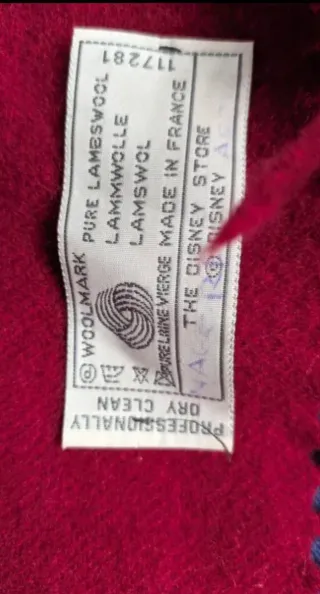 117281
® WOOLMARK PURE LAMBSWOOL
LAMMWOLLE
LAMSWOL
PURE LAINE VIERGE MADE IN FRANCE
THE DISNEY STORE
© DISNEY
PROFESSIONALLY
DRY CLEAN